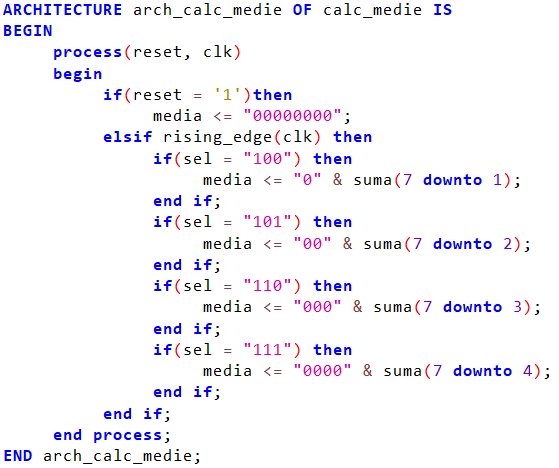 ARCHITECTURE arch_calc_medie OF calc_medie IS
BEGIN
process(reset, clk)
begin
if(reset = '1')then
media <= "00000000";
elsif rising_edge(clk) then
if(sel = "100") then
media <= "0" & suma(7 downto 1);
end if;
if(sel = "101") then
media <= "00" & suma(7 downto 2);
end if;
if(sel = "110") then
media <= "000" & suma(7 downto 3);
end if;
if(sel = "111") then
media <= "0000" & suma(7 downto 4);
end if;
end if;
end process;
END arch_calc_medie;